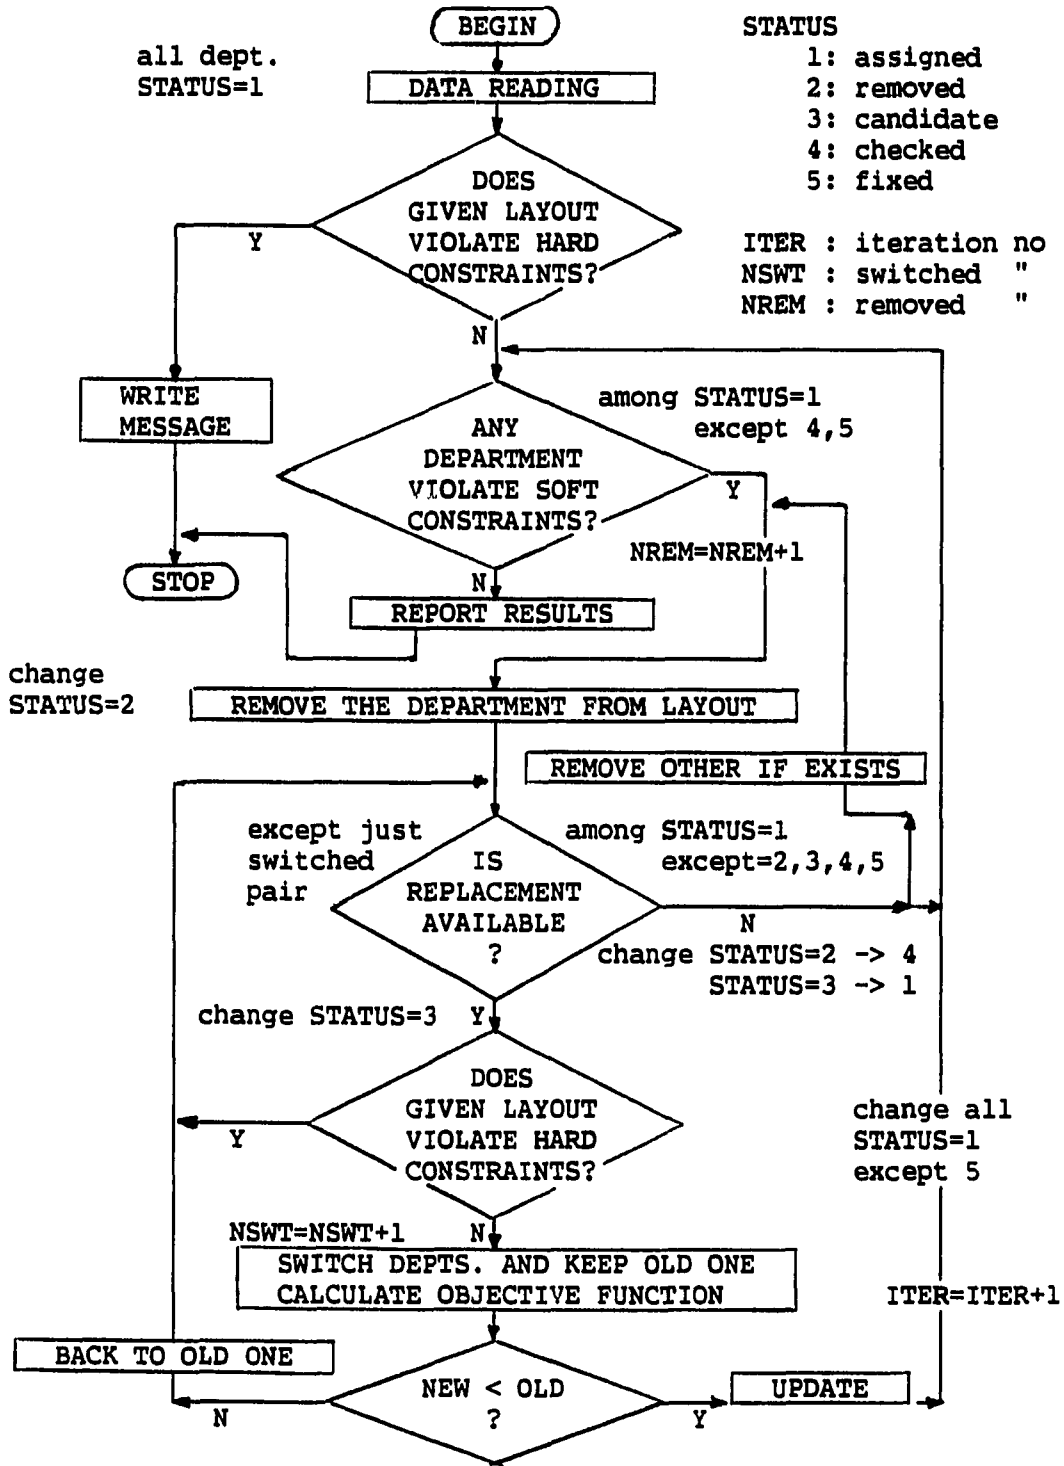 BEGIN
all dept.
STATUS=1
DATA READING
STATUS
1: assigned
2: removed
3: candidate
4: checked
5: fixed
ITER : iteration no
NSWT : switched "
NREM : removed "
DOES
GIVEN LAYOUT
VIOLATE HARD
CONSTRAINTS?
Y
N
WRITE
MESSAGE
among STATUS=1
except 4,5
ANY
DEPARTMENT
VIOLATE SOFT
CONSTRAINTS?
Y
NREM=NREM+1
STOP
N
REPORT RESULTS
change
STATUS=2
REMOVE THE DEPARTMENT FROM LAYOUT
REMOVE OTHER IF EXISTS
except just
switched
pair
among STATUS=1
except=2,3,4,5
IS
REPLACEMENT
AVAILABLE
?
N
change STATUS=2 -> 4
STATUS=3 -> 1
change STATUS=3
Y
DOES
GIVEN LAYOUT
VIOLATE HARD
CONSTRAINTS?
Y
change all
STATUS=1
except 5
NSWT=NSWT+1
N
SWITCH DEPTS. AND KEEP OLD ONE
CALCULATE OBJECTIVE FUNCTION
ITER=ITER+1
BACK TO OLD ONE
NEW < OLD
?
UPDATE
N
Y